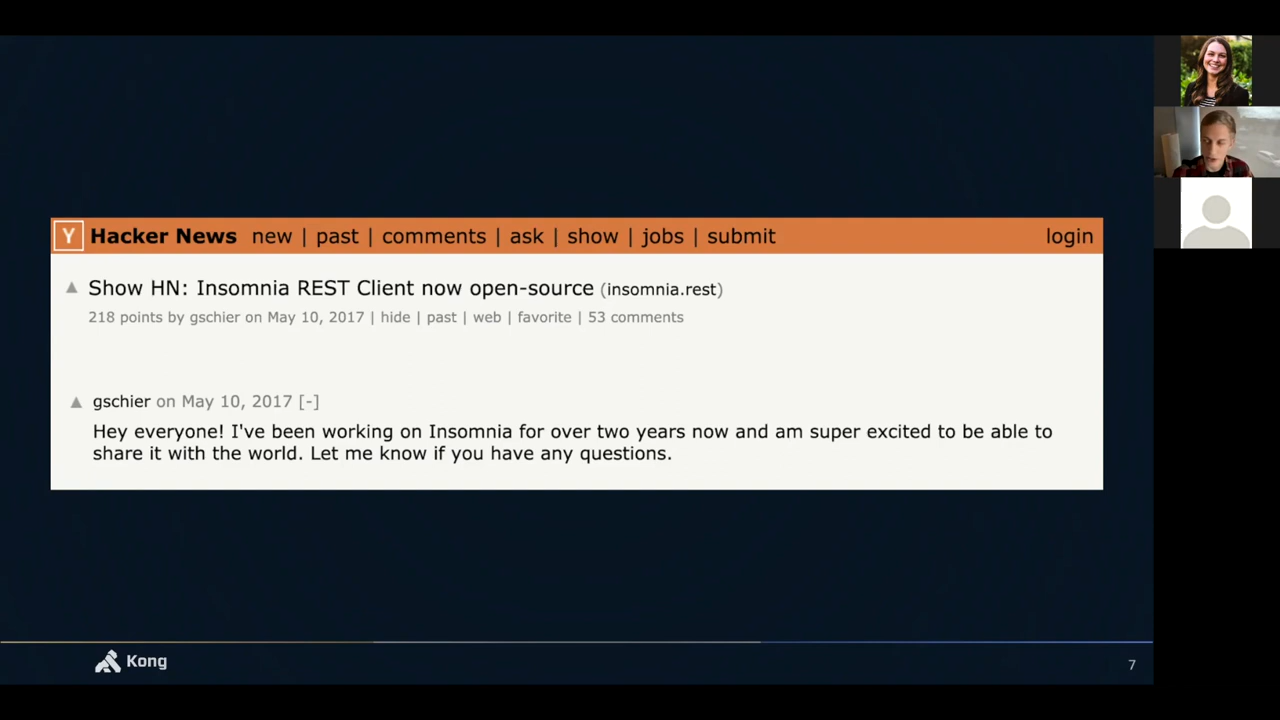 Y Hacker News new | past | comments | ask | show | jobs | submit login
▲ Show HN: Insomnia REST Client now open-source (insomnia.rest)
218 points by gschier on May 10, 2017 | hide | past | web | favorite | 53 comments
▲ gschier on May 10, 2017 [-]
Hey everyone! I've been working on Insomnia for over two years now and am super excited to be able to
share it with the world. Let me know if you have any questions.
Kong 7